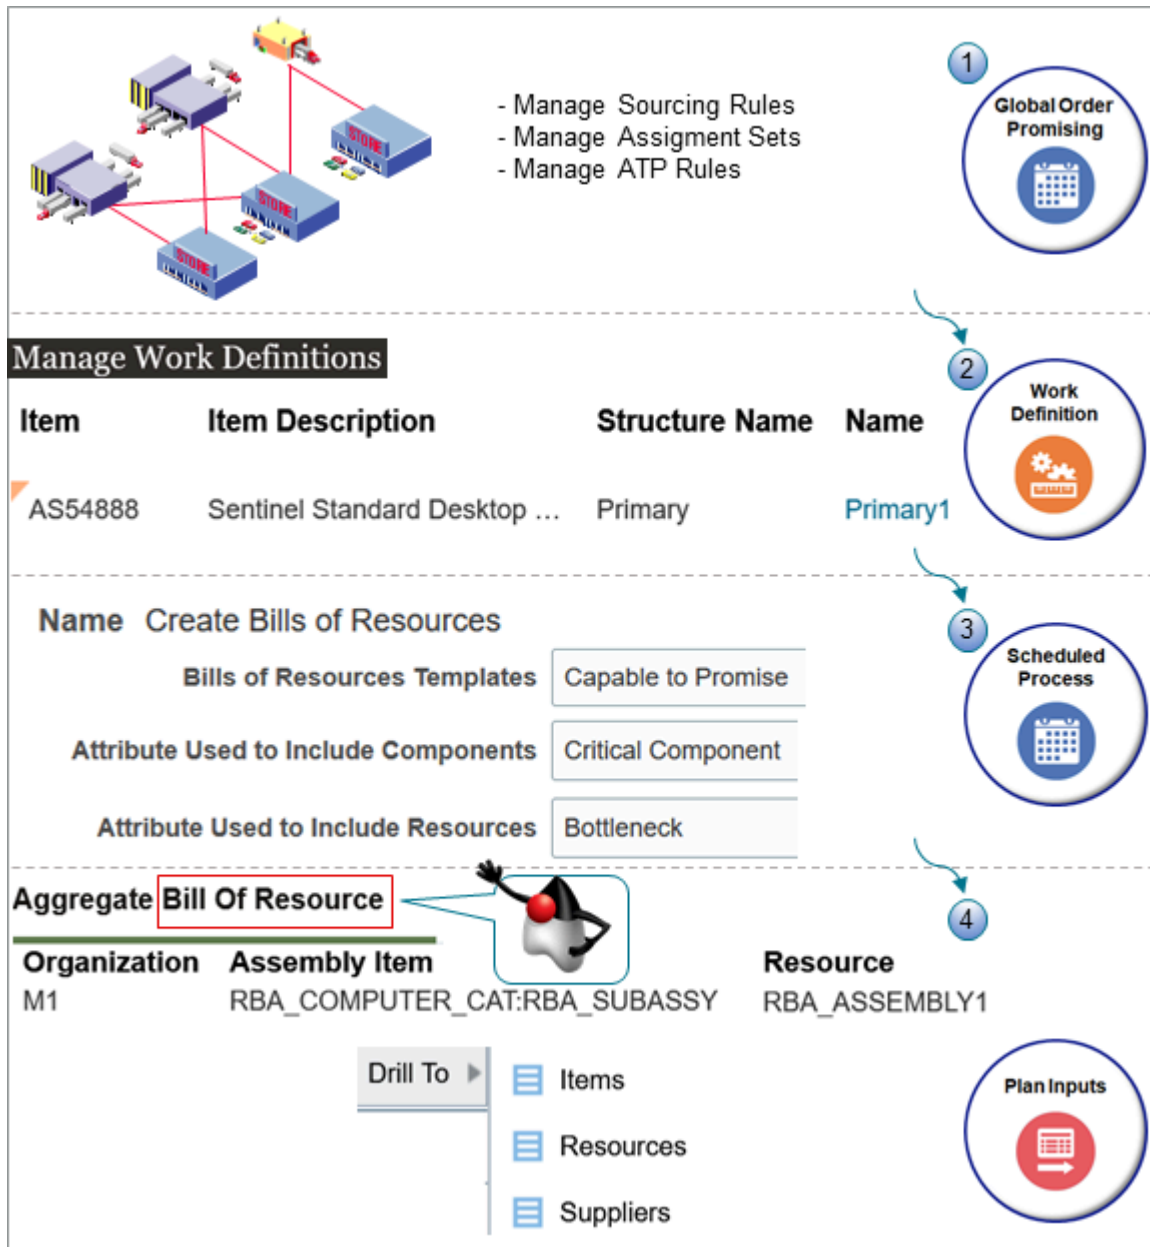 1
Global Order
Promising
- Manage Sourcing Rules
- Manage Assigment Sets
- Manage ATP Rules
STORE
STORE
STORE
Manage Work Definitions
2
Work
Definition
Item Item Description Structure Name Name
AS54888 Sentinel Standard Desktop ... Primary Primary1
3
Scheduled
Process
Name Create Bills of Resources
Bills of Resources Templates Capable to Promise
Attribute Used to Include Components Critical Component
Attribute Used to Include Resources Bottleneck
4
Aggregate Bill Of Resource
Organization Assembly Item Resource
M1 RBA_COMPUTER_CAT:RBA_SUBASSY RBA_ASSEMBLY1
Drill To
Items
Resources
Suppliers
Plan Inputs